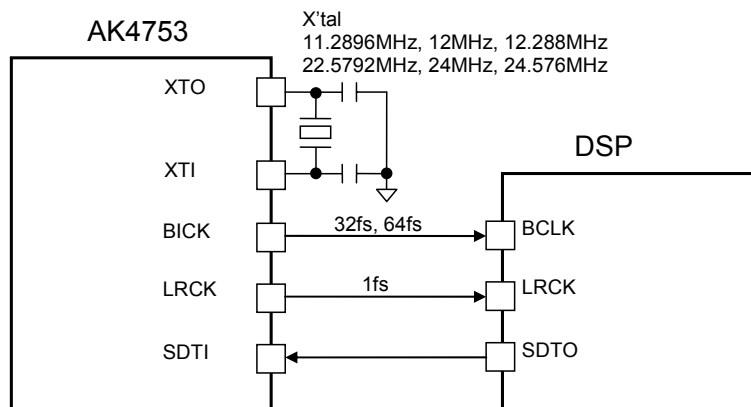 AK4753
X'tal
11.2896MHz, 12MHz, 12.288MHz
22.5792MHz, 24MHz, 24.576MHz
XTO
XTI
DSP
BICK
32fs, 64fs
BCLK
LRCK
1fs
LRCK
SDTI
SDTO